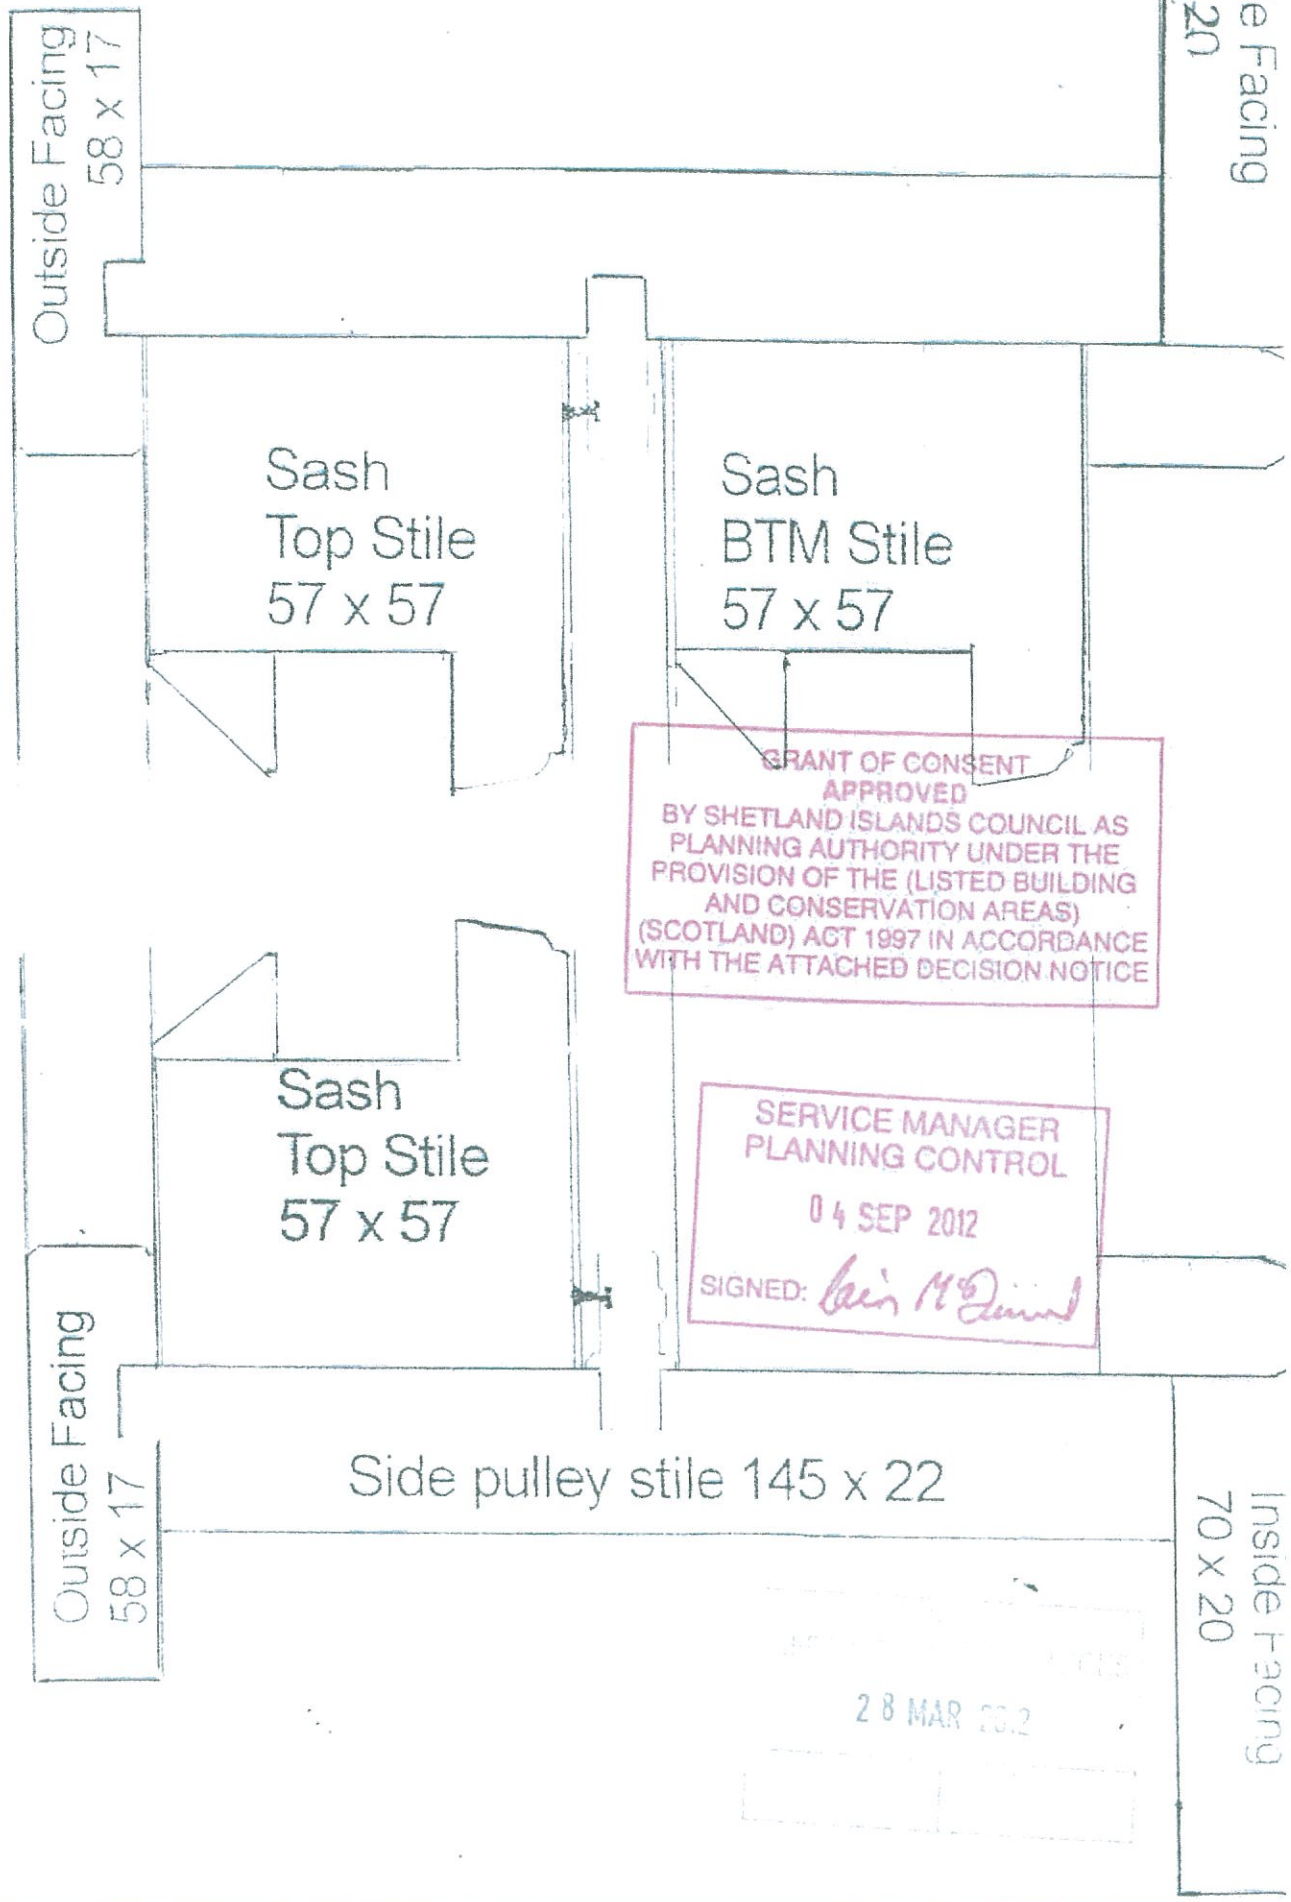 Outside Facing
58 x 17
e Facing
20
Sash
Top Stile
57 x 57
Sash
BTM Stile
57 x 57
GRANT OF CONSENT
APPROVED
BY SHETLAND ISLANDS COUNCIL AS
PLANNING AUTHORITY UNDER THE
PROVISION OF THE (LISTED BUILDING
AND CONSERVATION AREAS)
(SCOTLAND) ACT 1997 IN ACCORDANCE
WITH THE ATTACHED DECISION NOTICE
Sash
Top Stile
57 x 57
SERVICE MANAGER
PLANNING CONTROL
04 SEP 2012
SIGNED:
Outside Facing
58 x 17
Side pulley stile 145 x 22
Inside Facing
70 x 20
28 MAR